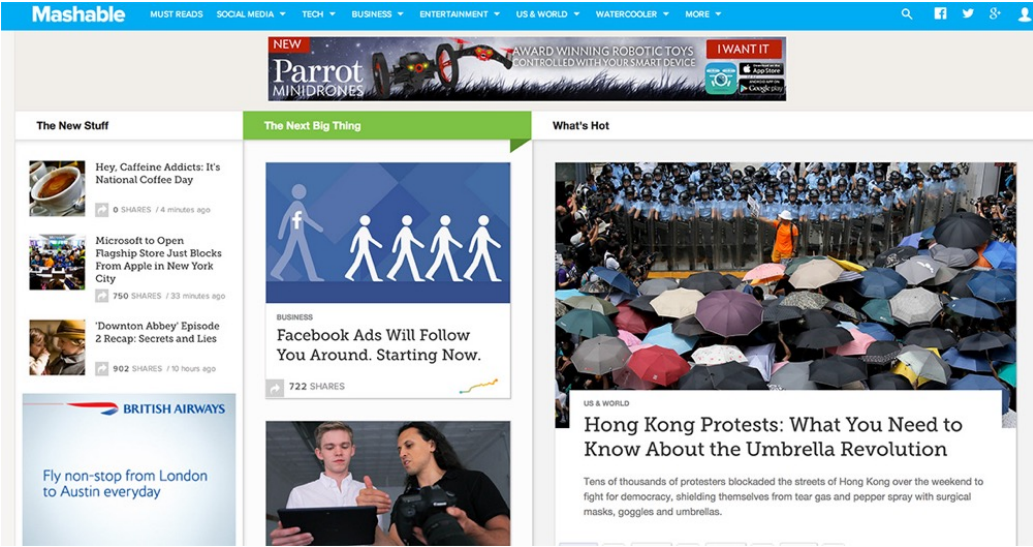 Mashable MUST READS SOCIAL MEDIA TECH BUSINESS ENTERTAINMENT US & WORLD WATERCOOLER MORE
NEW
Parrot
MINIDRONES
AWARD WINNING ROBOTIC TOYS
CONTROLLED WITH YOUR SMART DEVICE
I WANT IT
App Store
Google play
The New Stuff
Hey, Caffeine Addicts: It's
National Coffee Day
0 SHARES / 4 minutes ago
Microsoft to Open
Flagship Store Just Blocks
From Apple in New York
City
750 SHARES / 33 minutes ago
'Downton Abbey' Episode
2 Recap: Secrets and Lies
902 SHARES / 10 hours ago
BRITISH AIRWAYS
Fly non-stop from London
to Austin everyday
The Next Big Thing
BUSINESS
Facebook Ads Will Follow
You Around. Starting Now.
722 SHARES
What's Hot
US & WORLD
Hong Kong Protests: What You Need to
Know About the Umbrella Revolution
Tens of thousands of protesters blockaded the streets of Hong Kong over the weekend to
fight for democracy, shielding themselves from tear gas and pepper spray with surgical
masks, goggles and umbrellas.